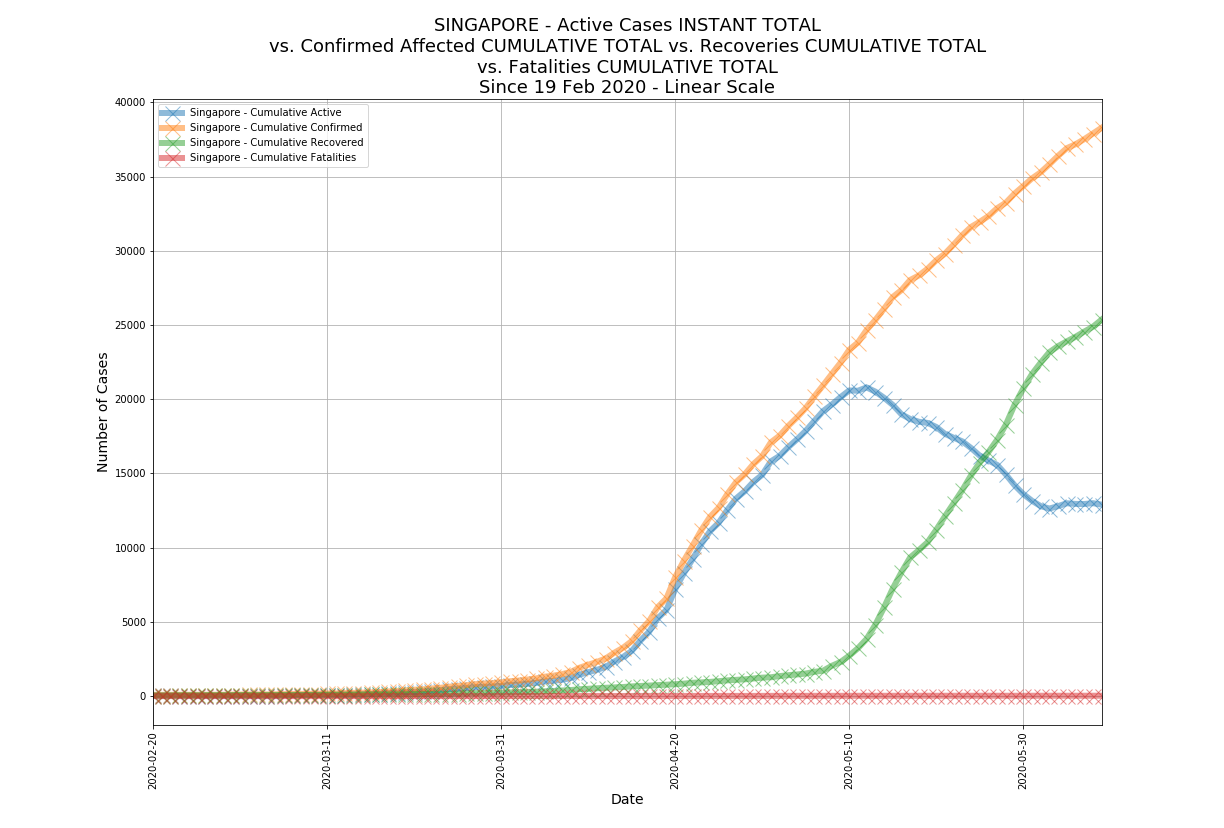 SINGAPORE - Active Cases INSTANT TOTAL
vs. Confirmed Affected CUMULATIVE TOTAL vs. Recoveries CUMULATIVE TOTAL
vs. Fatalities CUMULATIVE TOTAL
Since 19 Feb 2020 - Linear Scale
Singapore - Cumulative Active
Singapore - Cumulative Confirmed
Singapore - Cumulative Recovered
Singapore - Cumulative Fatalities
Number of Cases
40000
35000
30000
25000
20000
15000
10000
5000
0
2020-02-20
2020-03-11
2020-03-31
2020-04-20
2020-05-10
2020-05-30
Date